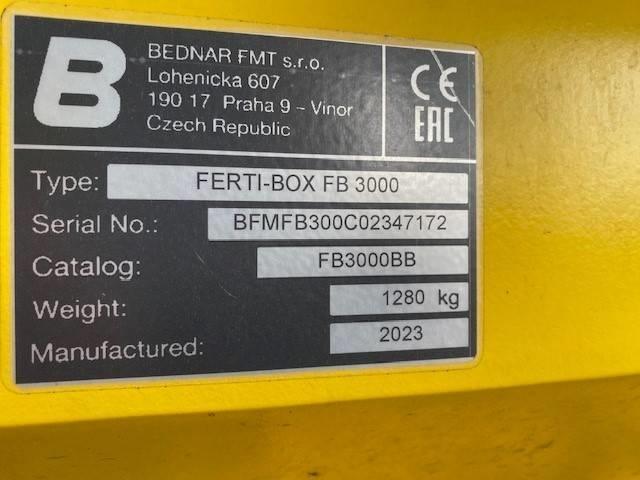 B
BEDNAR FMT s.r.o.
Lohenicka 607
190 17 Praha 9 - Vinor
Czech Republic
CE
EAC
Type: FERTI-BOX FB 3000
Serial No.: BFMFB300C02347172
Catalog: FB3000BB
Weight: 1280 kg
Manufactured: 2023